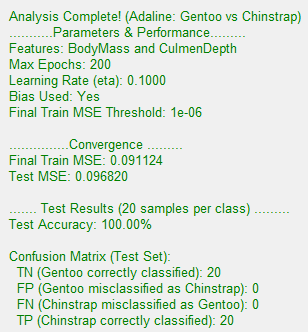 Analysis Complete! (Adaline: Gentoo vs Chinstrap)
...........Parameters & Performance.........
Features: BodyMass and CulmenDepth
Max Epochs: 200
Learning Rate (eta): 0.1000
Bias Used: Yes
Final Train MSE Threshold: 1e-06
...............Convergence .........
Final Train MSE: 0.091124
Test MSE: 0.096820
....... Test Results (20 samples per class) .........
Test Accuracy: 100.00%
Confusion Matrix (Test Set):
TN (Gentoo correctly classified): 20
FP (Gentoo misclassified as Chinstrap): 0
FN (Chinstrap misclassified as Gentoo): 0
TP (Chinstrap correctly classified): 20